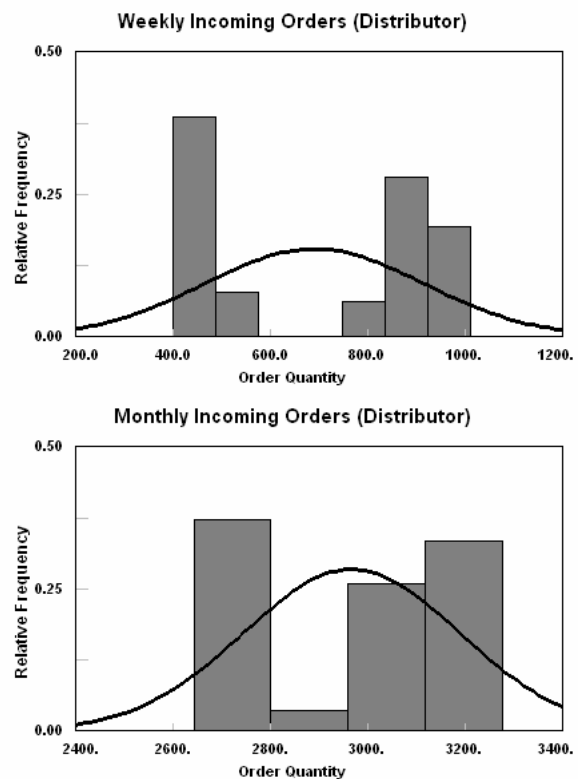 Weekly Incoming Orders (Distributor)
0.50
Relative Frequency
0.25
0.00
200.0 400.0 600.0 800.0 1000. 1200.
Order Quantity
Monthly Incoming Orders (Distributor)
0.50
Relative Frequency
0.25
0.00
2400. 2600. 2800. 3000. 3200. 3400.
Order Quantity